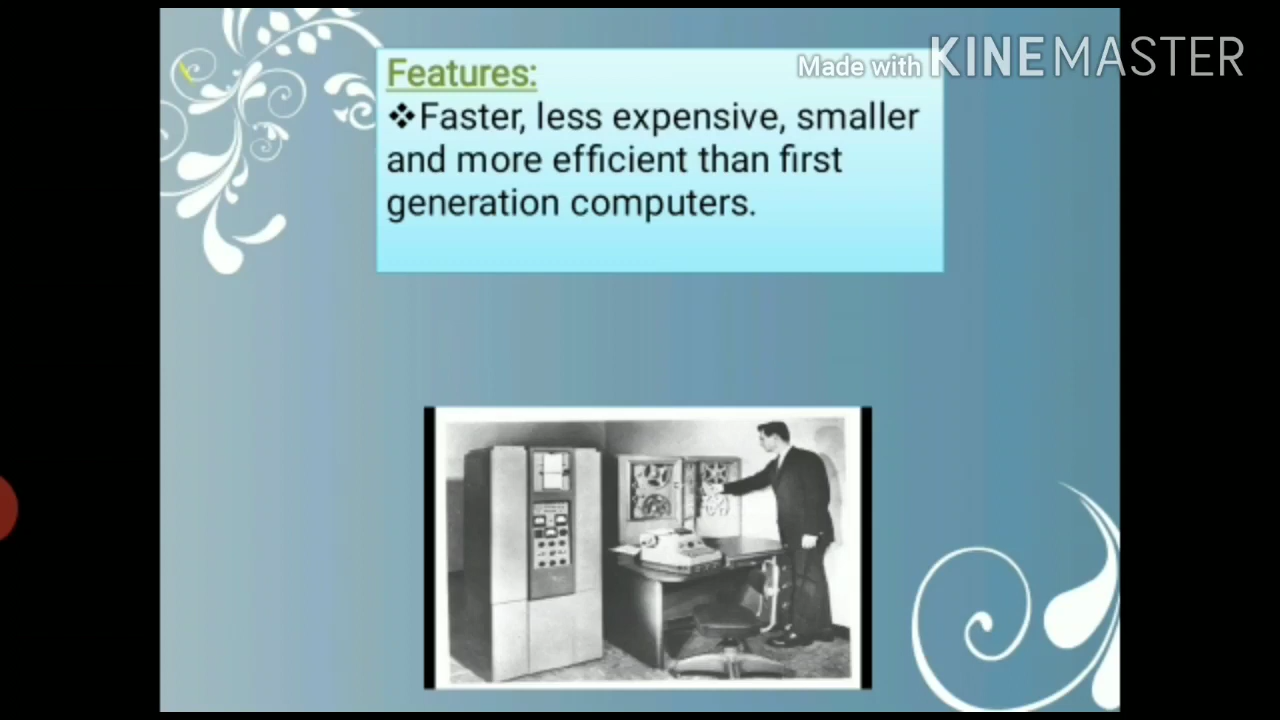 Made with KINEMASTER
Features:
❖Faster, less expensive, smaller
and more efficient than first
generation computers.